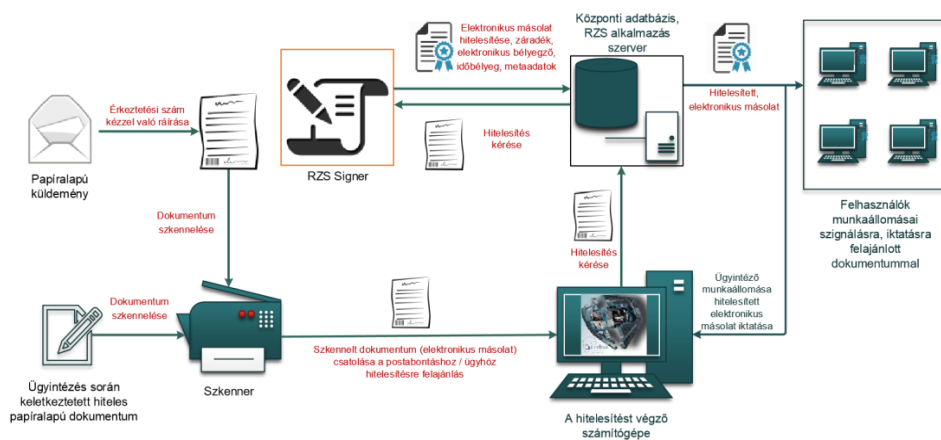 Elektronikus másolat
hitelesítése, záradék,
elektronikus bélyegző,
időbélyeg, metaadatok
Központi adatbázis,
RZS alkalmazás
szerver
Érkeztetési szám
kézzel való ráírása
Hitelesített,
elektronikus másolat
Hitelesítés
kérése
Papíralapú
küldemény
RZS Signer
Felhasználók
munkaállomásai
szignálásra, iktatásra
felajánlott
dokumentummal
Dokumentum
szkennelése
Hitelesítés
kérése
Ügyintéző
munkaállomása
hitelesített
elektronikus
másolat iktatása
Dokumentum
szkennelése
Szkennelt dokumentum (elektronikus másolat)
csatolása a postabontáshoz / ügyhöz
hitelesítésre felajánlás
Ügyintézés során
keletkeztetett hiteles
papíralapú dokumentum
Szkenner
A hitelesítést végző
számítógépe